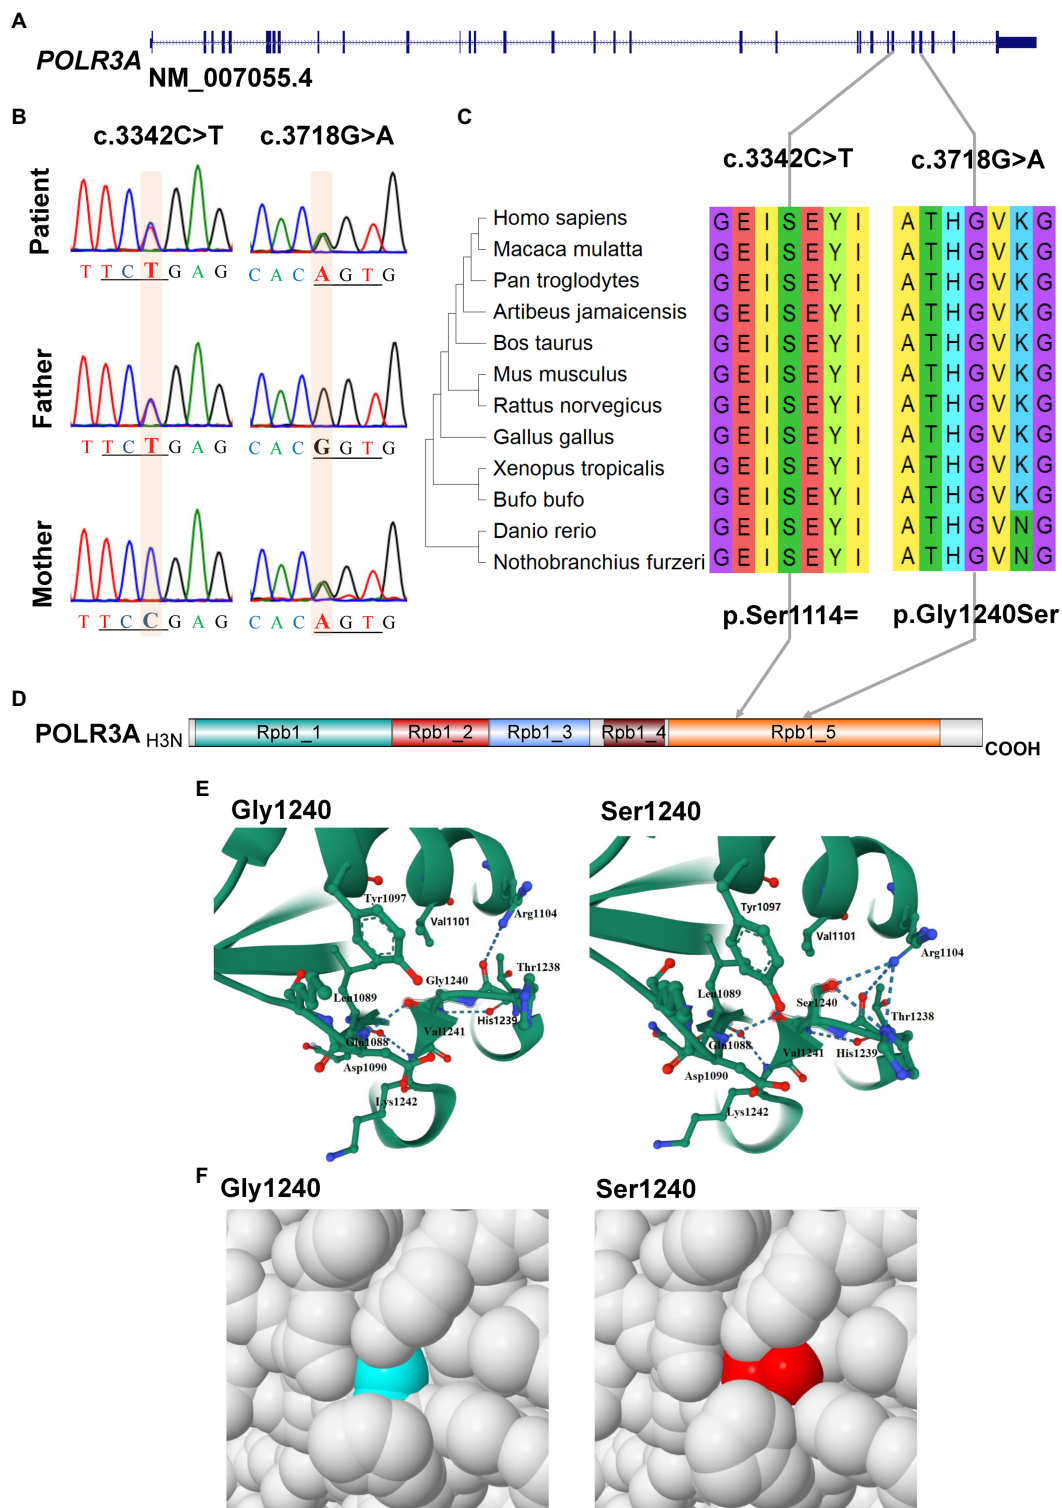 A
POLR3A
NM_007055.4
B
c.3342C>T
c.3718G>A
Patient
T T C T G A G
C A C A G T G
Father
T T C T G A G
C A C G G T G
Mother
T T C C G A G
C A C A G T G
C
c.3342C>T
c.3718G>A
Homo sapiens G E I S E Y I A T H G V K G
Macaca mulatta G E I S E Y I A T H G V K G
Pan troglodytes G E I S E Y I A T H G V K G
Artibeus jamaicensis G E I S E Y I A T H G V K G
Bos taurus G E I S E Y I A T H G V K G
Mus musculus G E I S E Y I A T H G V K G
Rattus norvegicus G E I S E Y I A T H G V K G
Gallus gallus G E I S E Y I A T H G V K G
Xenopus tropicalis G E I S E Y I A T H G V K G
Bufo bufo G E I S E Y I A T H G V K G
Danio rerio G E I S E Y I A T H G V N G
Nothobranchius furzeri G E I S E Y I A T H G V N G
p.Ser1114=
p.Gly1240Ser
D
POLR3A H3N Rpb1_1 Rpb1_2 Rpb1_3 Rpb1_4 Rpb1_5 COOH
E
Gly1240
Tyr1097
Val1101
Arg1104
Thr1238
Gly1240
Leu1089
His1239
Val1241
Gln1088
Asp1090
Lys1242
Ser1240
Tyr1097
Val1101
Arg1104
Leu1089
Ser1240
Thr1238
Gln1088
Val1241
His1239
Asp1090
Lys1242
F
Gly1240
Ser1240